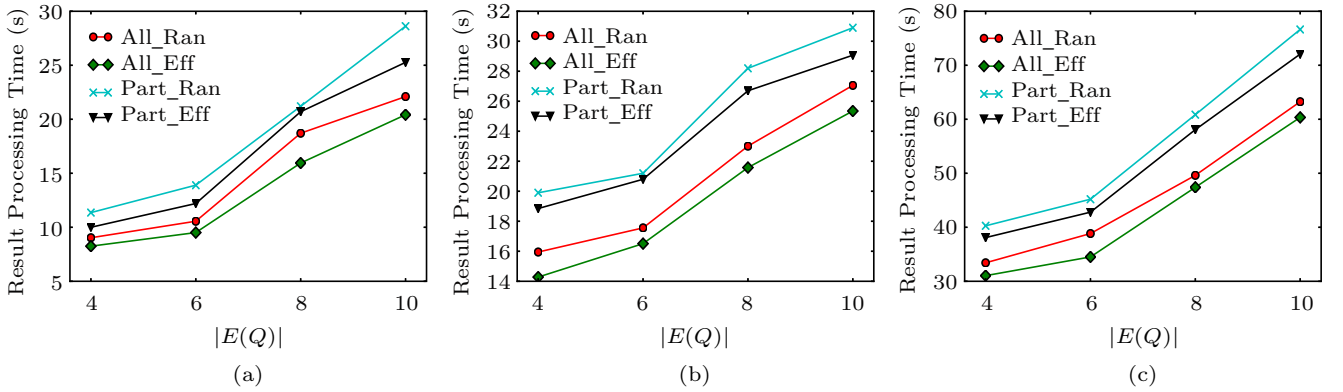 Result Processing Time (s)
30
25
20
15
10
5
All_Ran
All_Eff
Part_Ran
Part_Eff
4 6 8 10
|E(Q)|
(a)
Result Processing Time (s)
32
30
28
26
24
22
20
18
16
14
All_Ran
All_Eff
Part_Ran
Part_Eff
4 6 8 10
|E(Q)|
(b)
Result Processing Time (s)
80
70
60
50
40
30
All_Ran
All_Eff
Part_Ran
Part_Eff
4 6 8 10
|E(Q)|
(c)